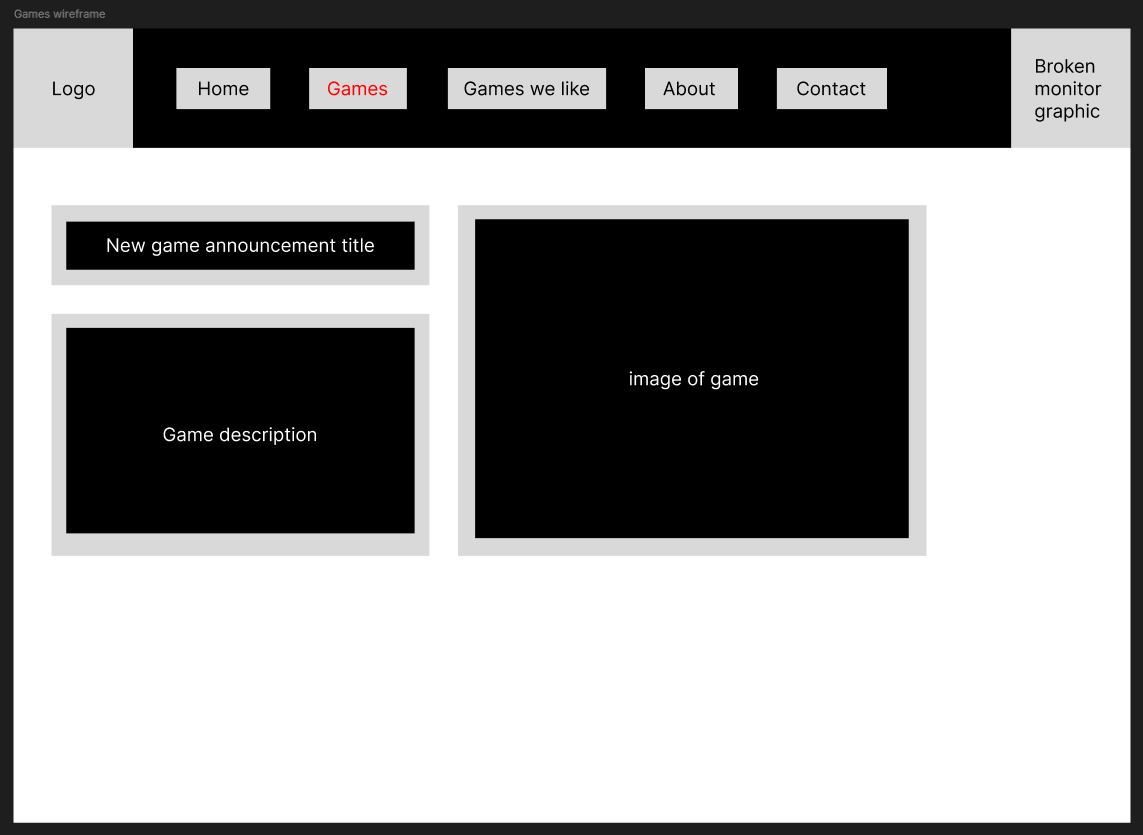 Games wireframe
Logo
Home
Games
Games we like
About
Contact
Broken
monitor
graphic
New game announcement title
Game description
image of game